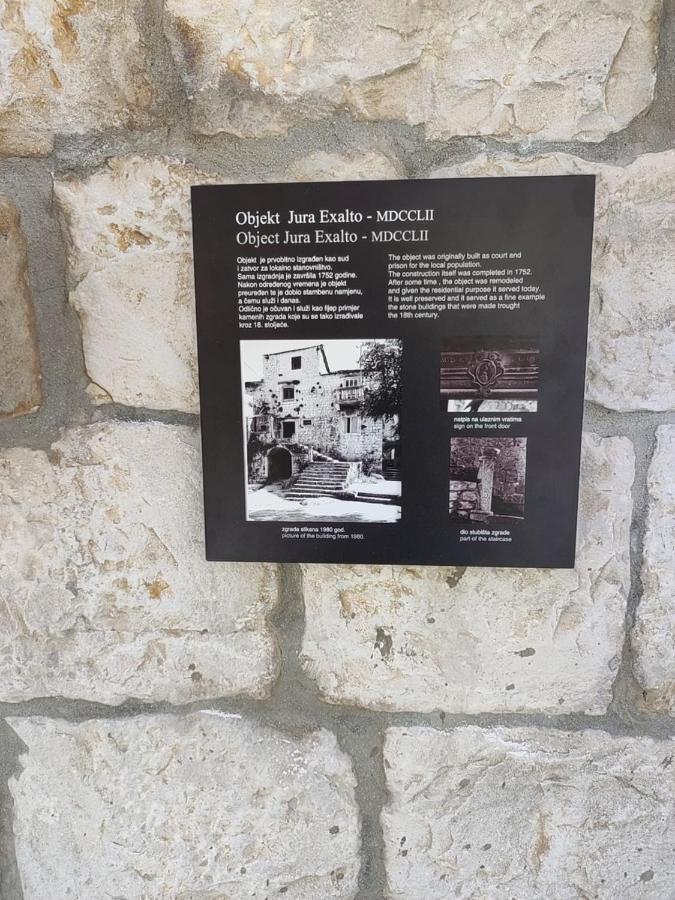 Objekt Jura Exalto - MDCCLII
Object Jura Exalto - MDCCLII
Objekt je prvobitno izgrađen kao sud
i zatvor za lokalno stanovništvo.
Sama izgradnja je završila 1752 godine.
Nakon određenog vremena je objekt
preuređen te je dobio stambenu namjenu,
a čemu služi i danas.
Odlično je očuvan i služi kao lijep primjer
kamenih zgrada koje su se tako izrađivale
kroz 18. stoljeće.
The object was originally built as court and
prison for the local population.
The construction itself was completed in 1752.
After some time , the object was remodeled
and given the residential purpose it served today.
It is well preserved and it served as a fine example
the stone buildings that were made trought
the 18th century.
natpis na ulaznim vratima
sign on the front door
zgrada slikana 1980 god.
picture of the building from 1980.
dio stubišta zgrade
part of the staircase